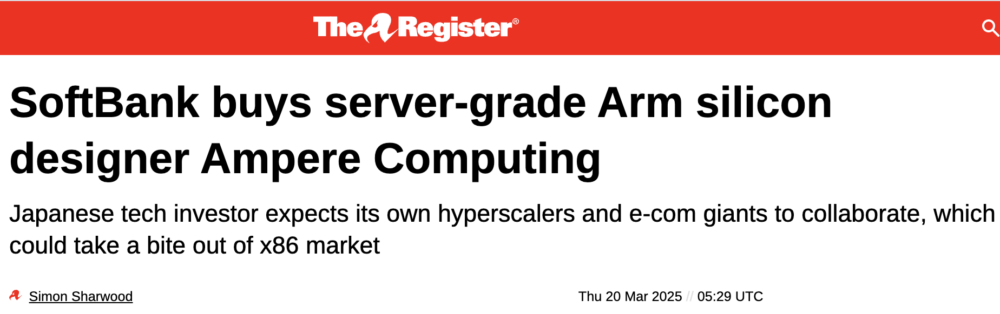 The Register®
SoftBank buys server-grade Arm silicon
designer Ampere Computing
Japanese tech investor expects its own hyperscalers and e-com giants to collaborate, which
could take a bite out of x86 market
Simon Sharwood Thu 20 Mar 2025 // 05:29 UTC